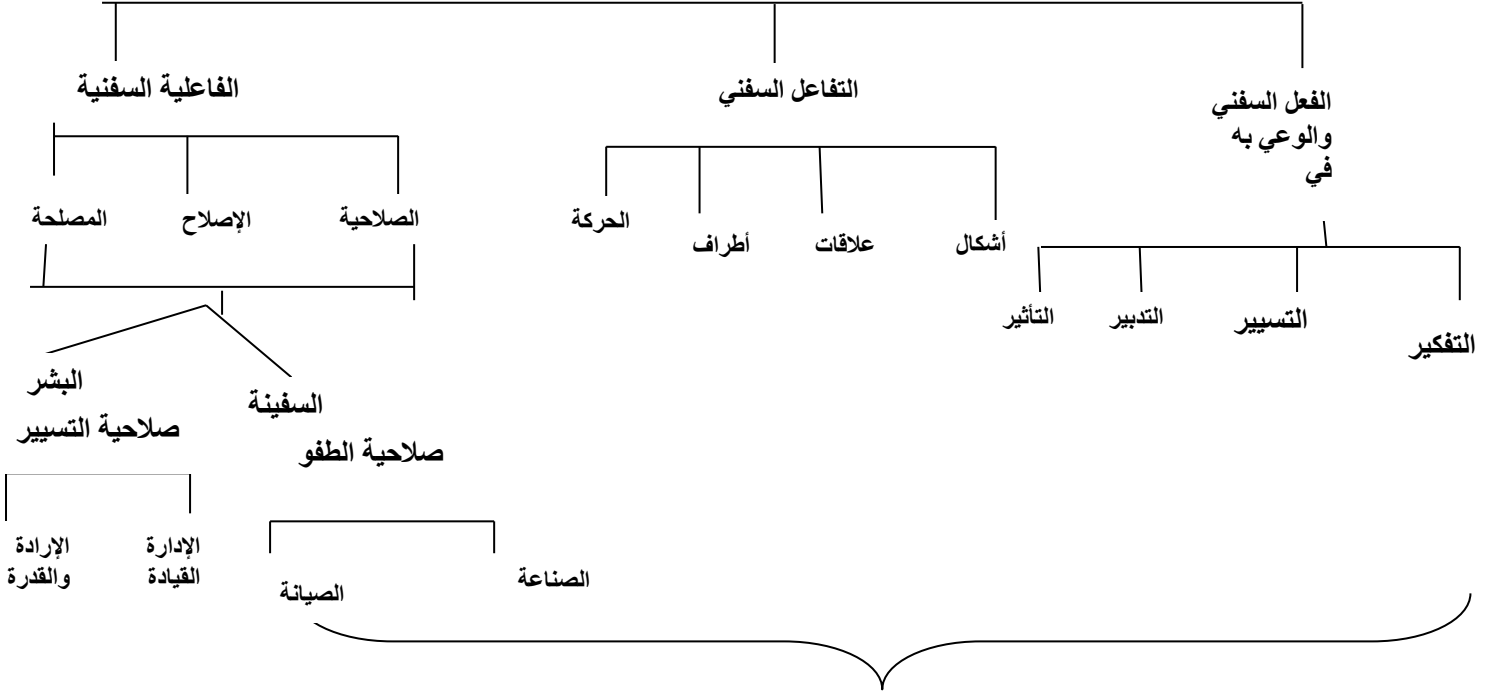 الفعل السفني
والوعي به
في
التفاعل السفني
الفاعلية السفنية
التفكير
التسيير
التدبير
التأثير
أشكال
علاقات
أطراف
الحركة
الصلاحية
الإصلاح
المصلحة
السفينة
صلاحية الطفو
البشر
صلاحية التسيير
الصناعة
الصيانة
الإدارة
القيادة
الإرادة
والقدرة